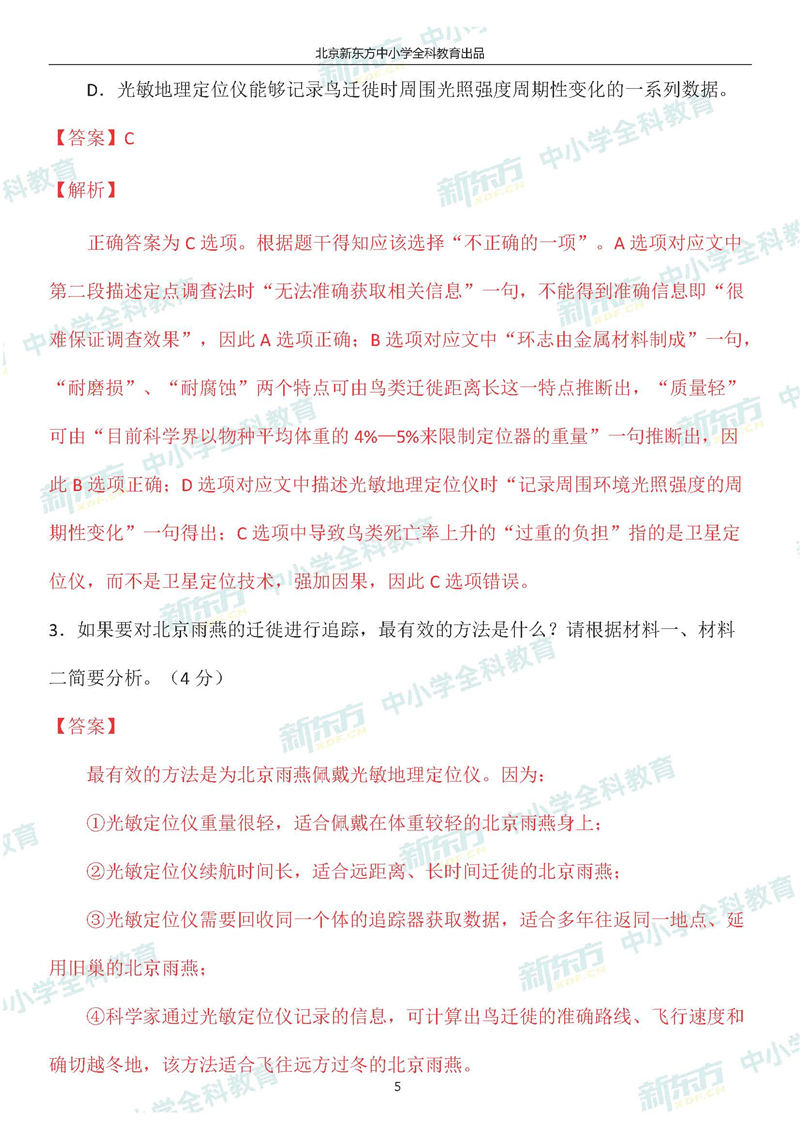 北京新东方中小学全科教育出品
D．光敏地理定位仪能够记录鸟迁徙时周围光照强度周期性变化的一系列数据。
【答案】C
【解析】
正确答案为 C 选项。根据题干得知应该选择“不正确的一项”。A 选项对应文中
第二段描述定点调查法时“无法准确获取相关信息”一句，不能得到准确信息即“很
难保证调查效果”，因此 A 选项正确；B 选项对应文中“环志由金属材料制成”一句，
“耐磨损”、“耐腐蚀”两个特点可由鸟类迁徙距离长这一特点推断出，“质量轻”
可由“目前科学界以物种平均体重的 4%—5%来限制定位器的重量”一句推断出，因
此 B 选项正确；D 选项对应文中描述光敏地理定位仪时“记录周围环境光照强度的周
期性变化”一句得出；C 选项中导致鸟类死亡率上升的“过重的负担”指的是卫星定
位仪，而不是卫星定位技术，强加因果，因此 C 选项错误。
3．如果要对北京雨燕的迁徙进行追踪，最有效的方法是什么？请根据材料一、材料
二简要分析。（4 分）
【答案】
最有效的方法是为北京雨燕佩戴光敏地理定位仪。因为：
①光敏定位仪重量很轻，适合佩戴在体重较轻的北京雨燕身上；
②光敏定位仪续航时间长，适合远距离、长时间迁徙的北京雨燕；
③光敏定位仪需要回收同一个体的追踪器获取数据，适合多年往返同一地点、延
用旧巢的北京雨燕；
④科学家通过光敏定位仪记录的信息，可计算出鸟迁徙的准确路线、飞行速度和
确切越冬地，该方法适合飞往远方过冬的北京雨燕。
5
新东方 XDF.CN 中小学全科教育